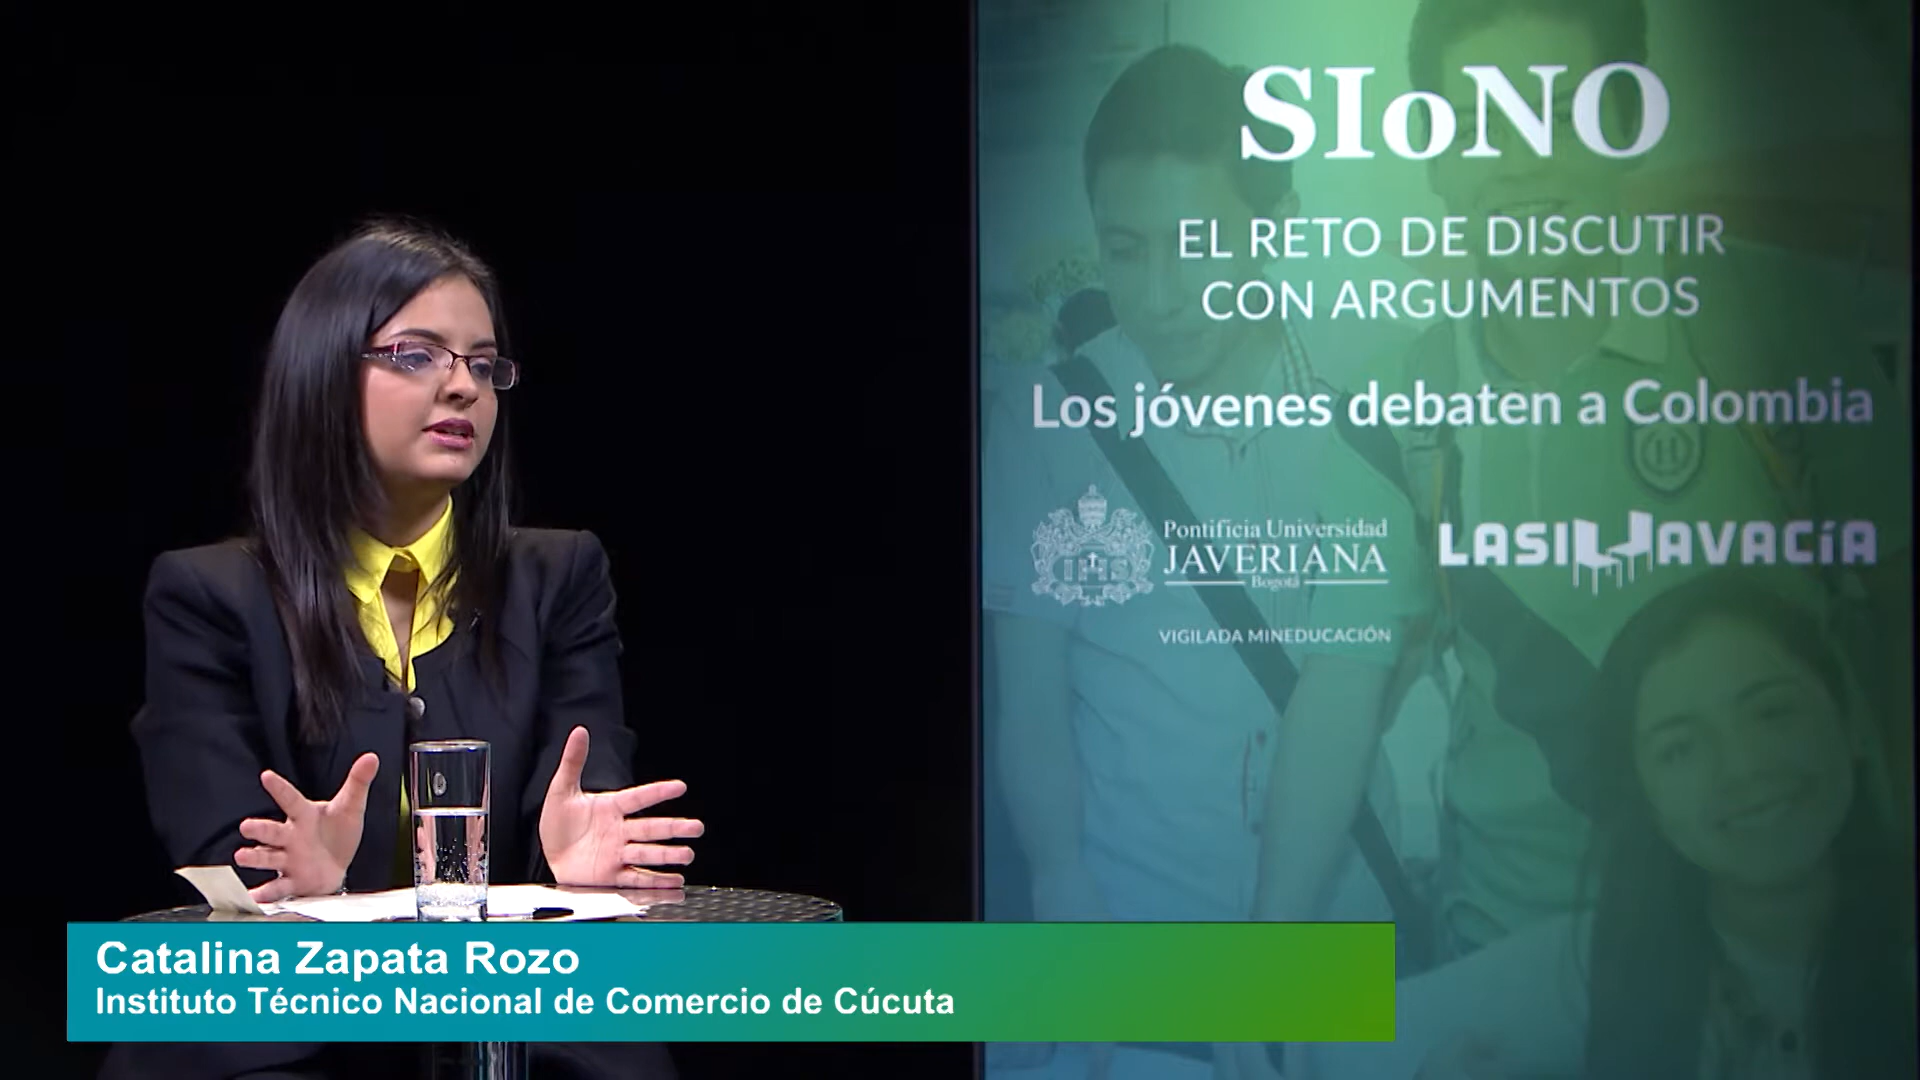 SIoNO
EL RETO DE DISCUTIR
CON ARGUMENTOS
Los jóvenes debaten a Colombia
Pontificia Universidad
JAVERIANA
Bogotá
IHS
LASILLAVACíA
VIGILADA MINEDUCACIÓN
Catalina Zapata Rozo
Instituto Técnico Nacional de Comercio de Cúcuta